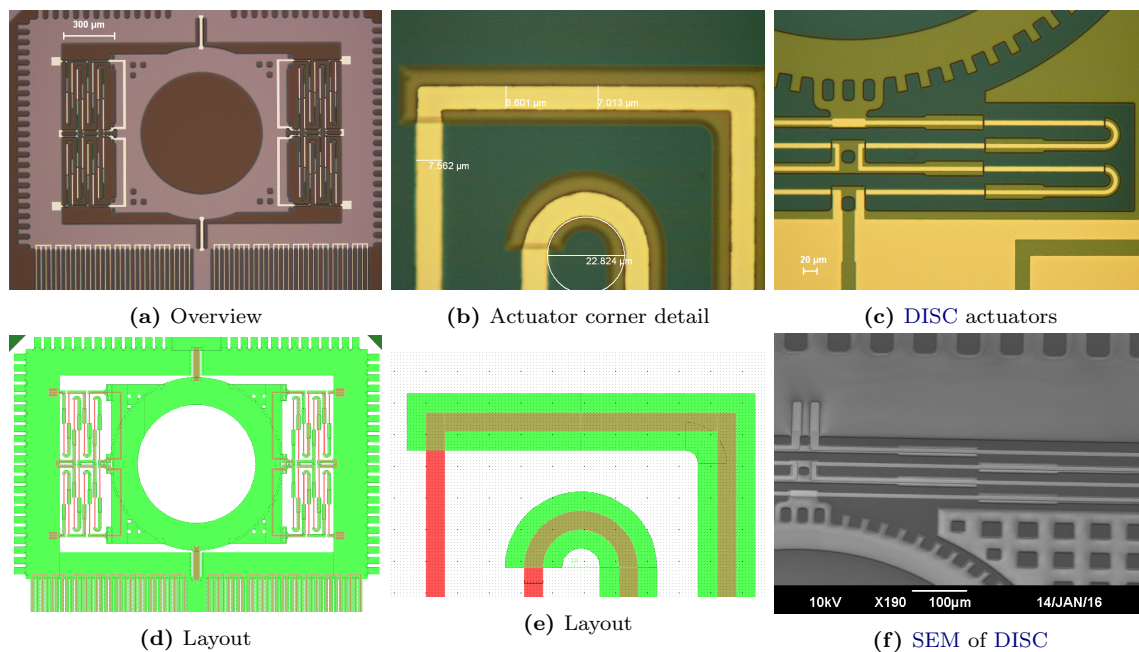 300 µm
6.601 µm
7.013 µm
7.562 µm
22.824 µm
20 µm
(a) Overview
(b) Actuator corner detail
(c) DISC actuators
10kV X190 100µm 14/JAN/16
(d) Layout
(e) Layout
(f) SEM of DISC